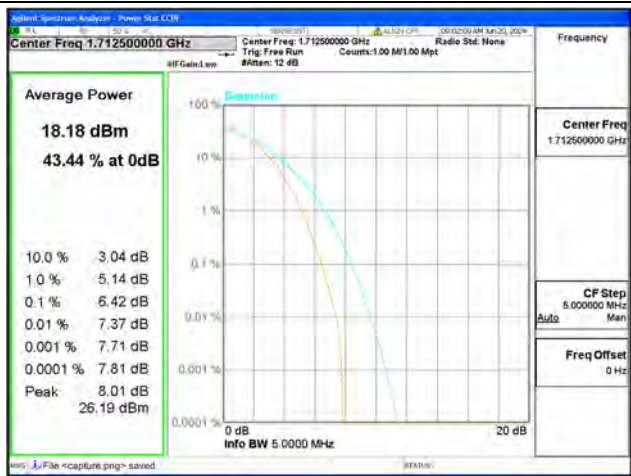 Agilent Spectrum Analyzer - Power Stat CCDF
Center Freq 1.712500000 GHz
Center Freq: 1.712500000 GHz
Radio Std: None
Trig: Free Run
Counts:1.00 M/1.00 Mpt
#IFGain:Low
#Atten: 12 dB
Frequency
Average Power
18.18 dBm
43.44 % at 0dB
10.0 % 3.04 dB
1.0 % 5.14 dB
0.1 % 6.42 dB
0.01 % 7.37 dB
0.001 % 7.71 dB
0.0001 % 7.81 dB
Peak 8.01 dB
26.19 dBm
100 %
Gaussian
10 %
1 %
0.1 %
0.01 %
0.001 %
0.0001 %
0 dB
20 dB
Info BW 5.0000 MHz
Center Freq
1.712500000 GHz
CF Step
5.000000 MHz
Auto Man
Freq Offset
0 Hz
MSG
File <capture.png> saved
STATUS